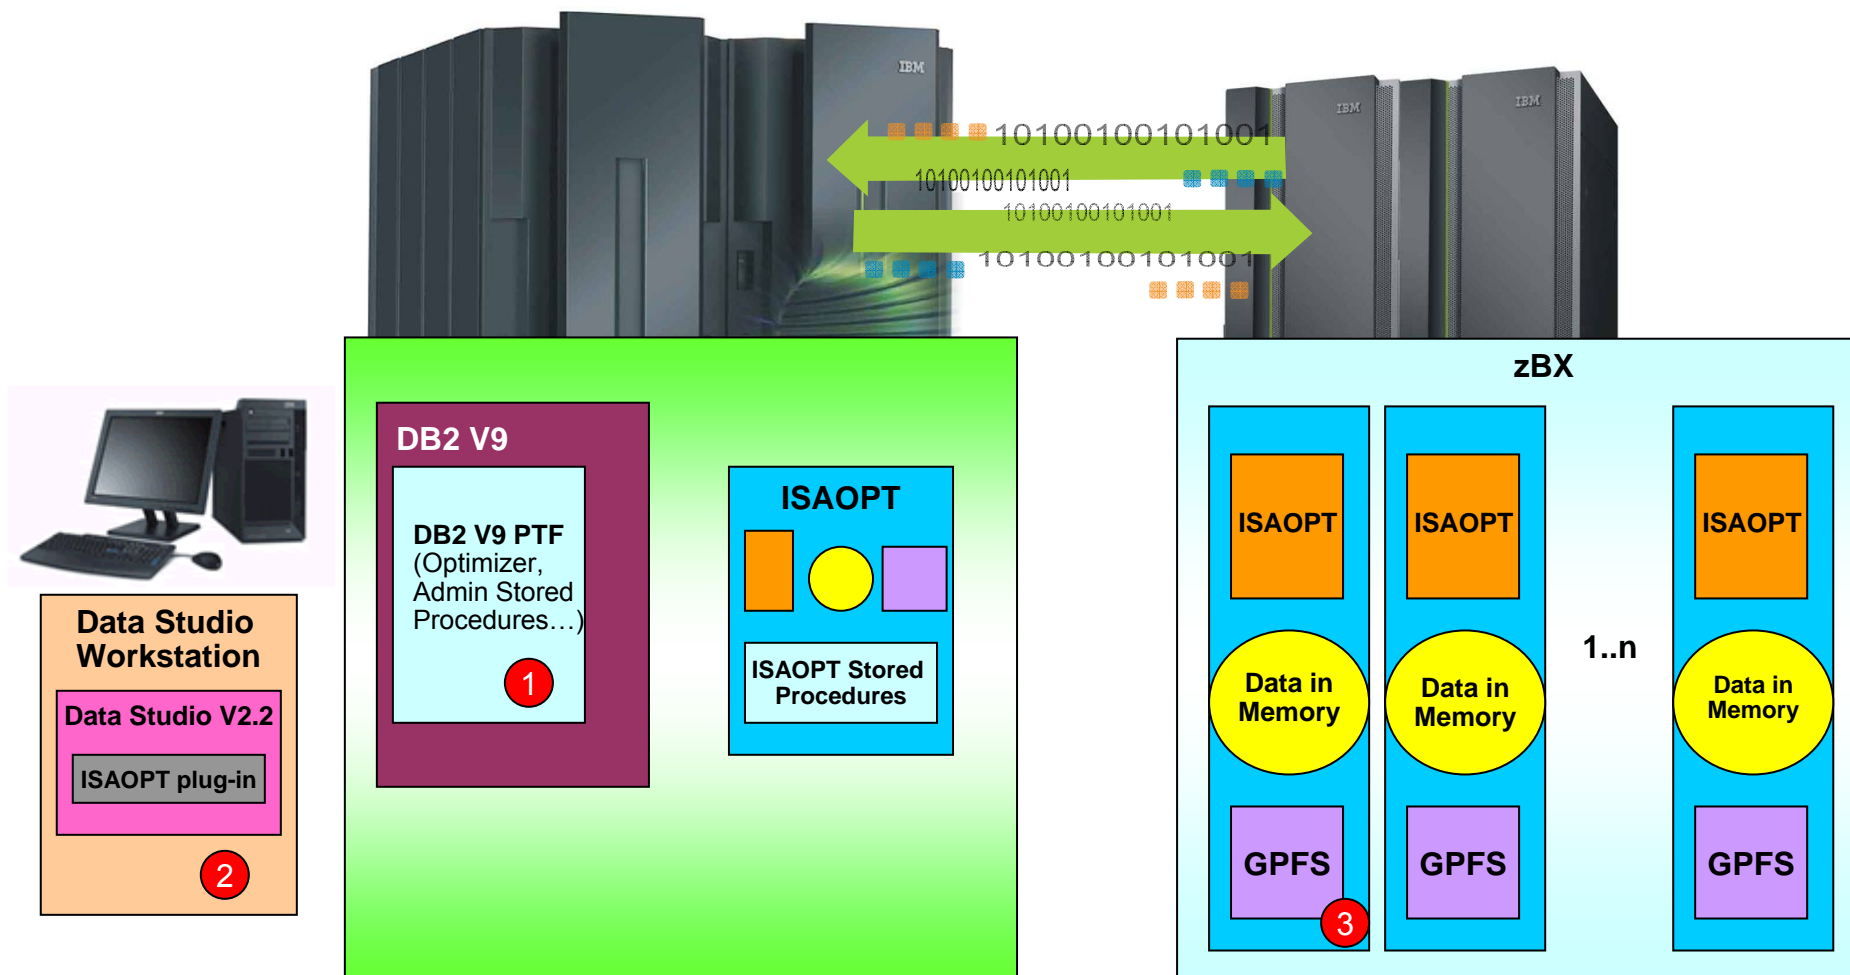 IBM
IBM
IBM
10100100101001
10100100101001
10100100101001
10100100101001
zBX
DB2 V9
DB2 V9 PTF
(Optimizer,
Admin Stored
Procedures…)
1
ISAOPT
ISAOPT Stored
Procedures
Data Studio
Workstation
Data Studio V2.2
ISAOPT plug-in
2
ISAOPT
ISAOPT
ISAOPT
1..n
Data in
Memory
Data in
Memory
Data in
Memory
GPFS
GPFS
GPFS
3